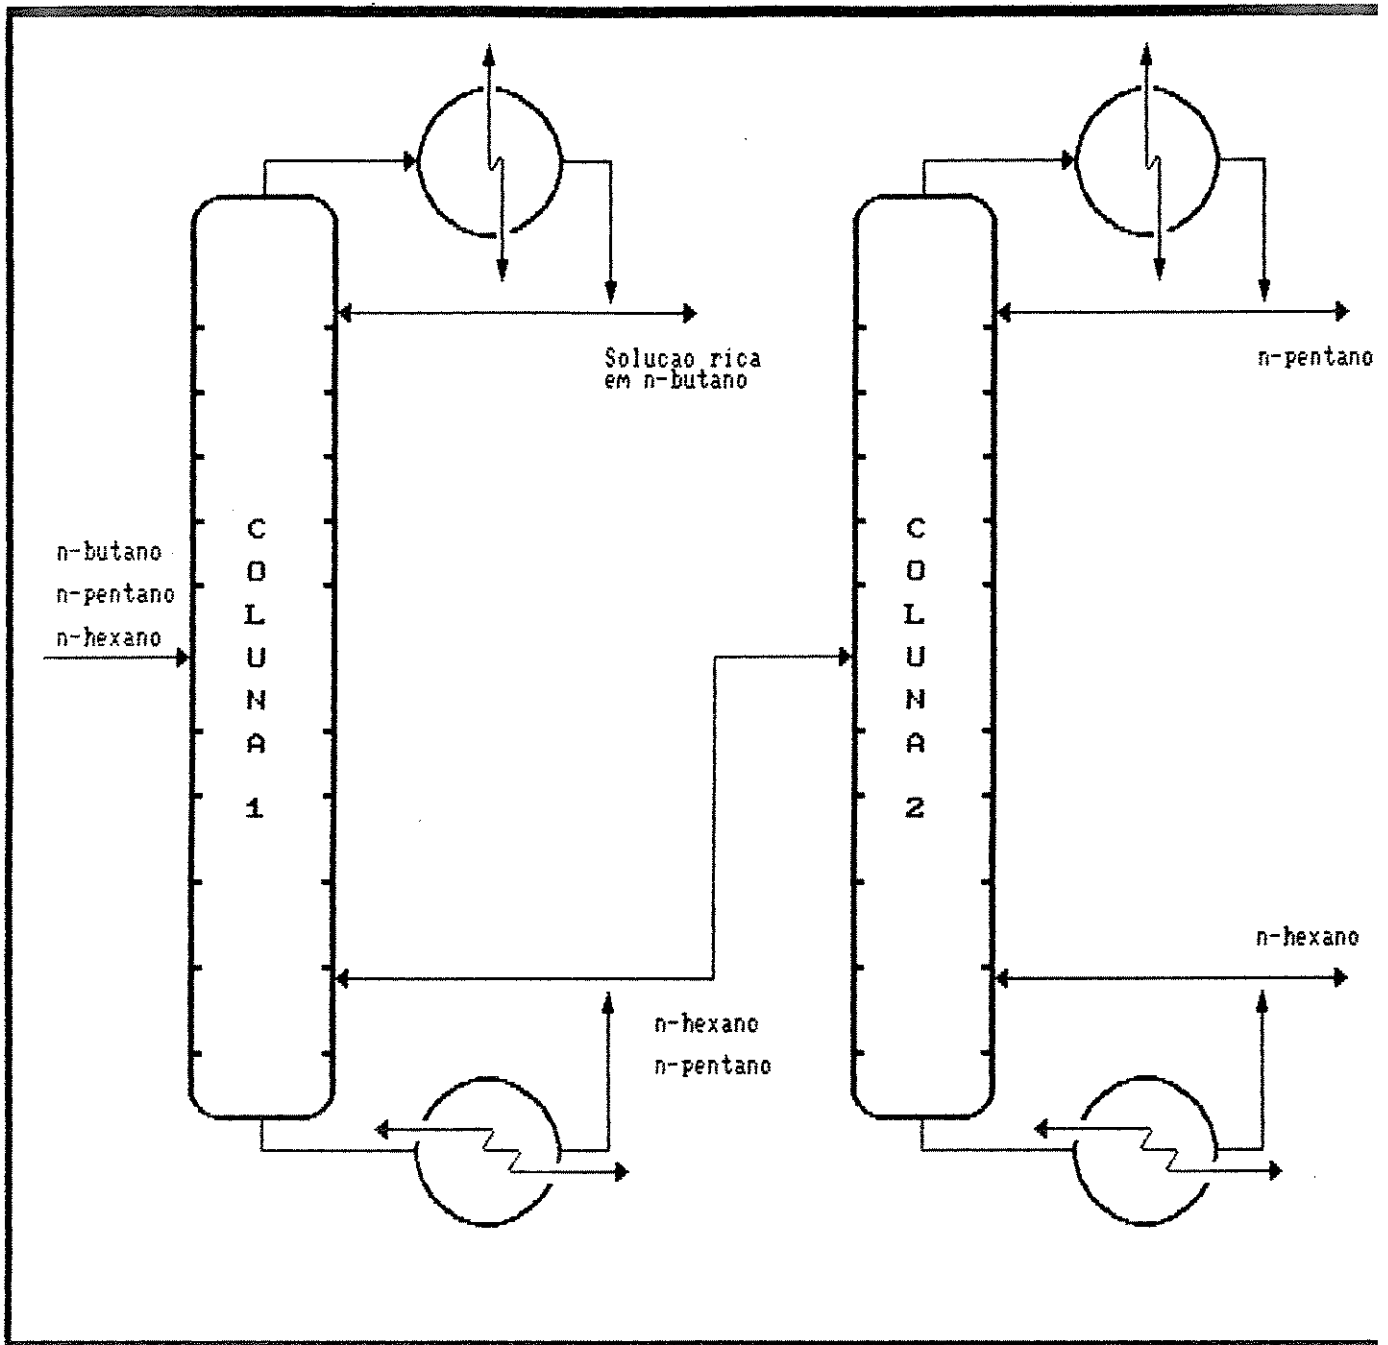 Solucao rica
em n-butano
n-pentano
n-butano
n-pentano
n-hexano
C
O
L
U
N
A
1
C
O
L
U
N
A
2
n-hexano
n-hexano
n-pentano